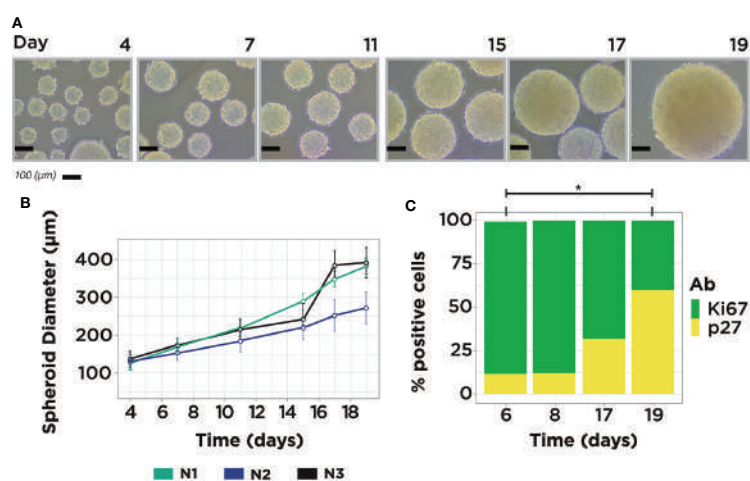 A
Day 4 7 11 15 17 19
100 (μm)
B
Spheroid Diameter (μm)
400
300
200
100
4 6 8 10 12 14 16 18
Time (days)
N1 N2 N3
C
*
% positive cells
100
75
50
25
0
6 8 17 19
Time (days)
Ab
Ki67
p27